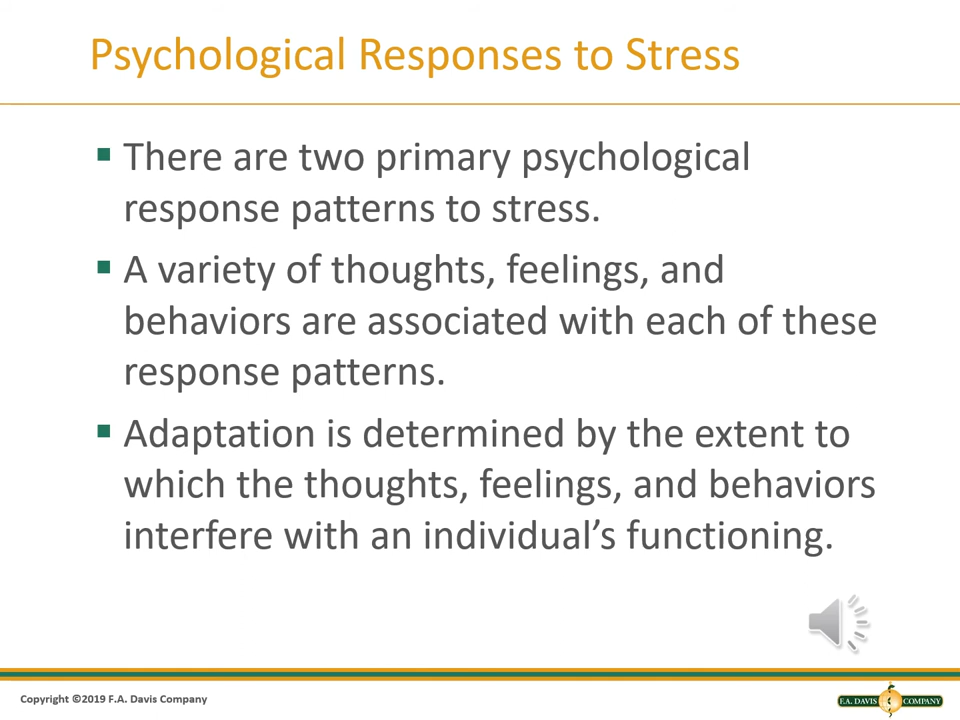 Psychological Responses to Stress
▪ There are two primary psychological
response patterns to stress.
▪ A variety of thoughts, feelings, and
behaviors are associated with each of these
response patterns.
▪ Adaptation is determined by the extent to
which the thoughts, feelings, and behaviors
interfere with an individual’s functioning.
Copyright ©2019 F.A. Davis Company
F.A. DAVIS COMPANY